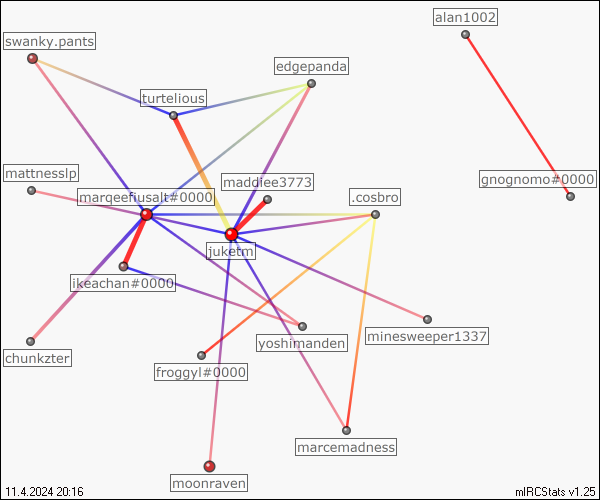 alan1002
swanky.pants
edgepanda
turtelious
mattnesslp
gnognomo#0000
maddiee3773
marqeefiusalt#0000
.cosbro
juketm
ikeachan#0000
minesweeper1337
yoshimanden
chunkzter
froggyl#0000
marcemadness
moonraven
11.4.2024 20:16
mIRCStats v1.25